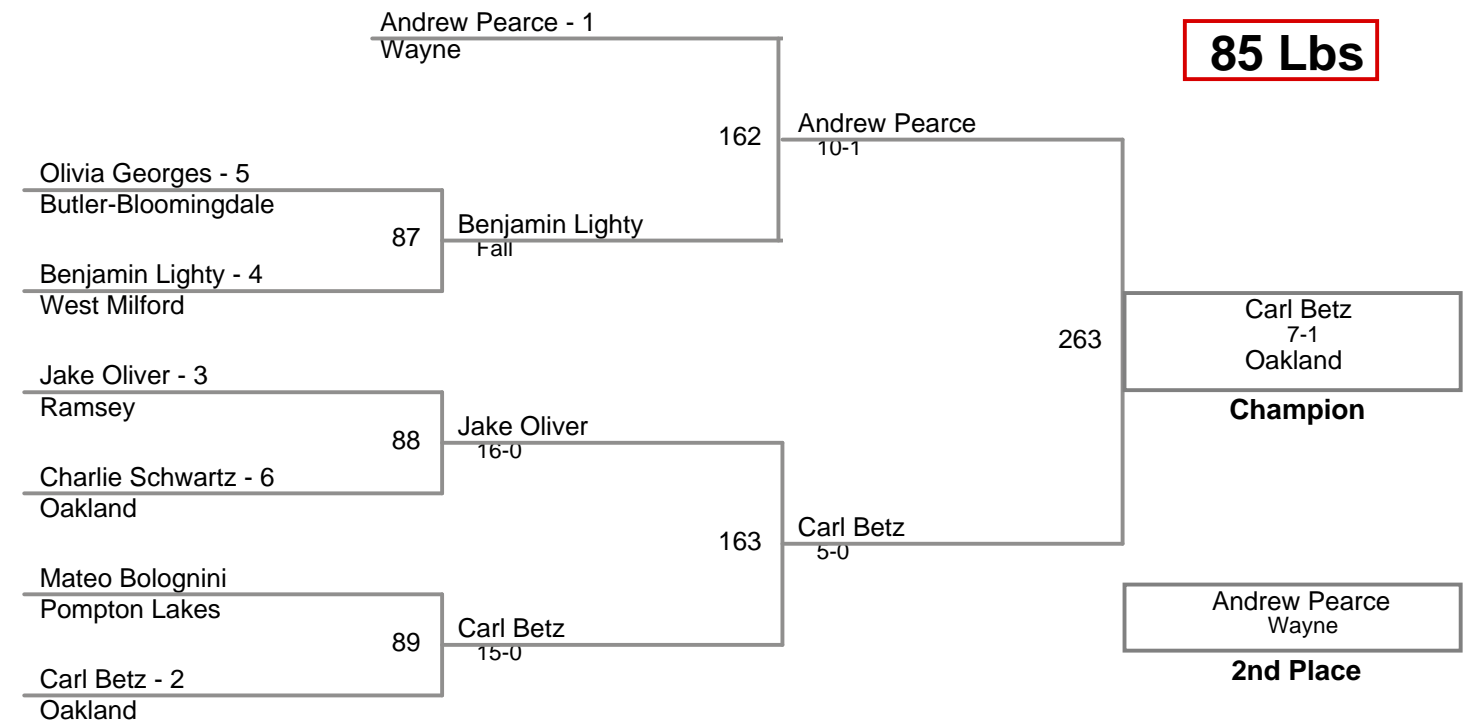 Andrew Pearce - 1
Wayne
85 Lbs
162
Andrew Pearce
10-1
Olivia Georges - 5
Butler-Bloomingdale
87
Benjamin Lighty
Fall
Benjamin Lighty - 4
West Milford
263
Carl Betz
7-1
Oakland
Champion
Jake Oliver - 3
Ramsey
88
Jake Oliver
16-0
Charlie Schwartz - 6
Oakland
163
Carl Betz
5-0
Mateo Bolognini
Pompton Lakes
89
Carl Betz
15-0
Carl Betz - 2
Oakland
Andrew Pearce
Wayne
2nd Place